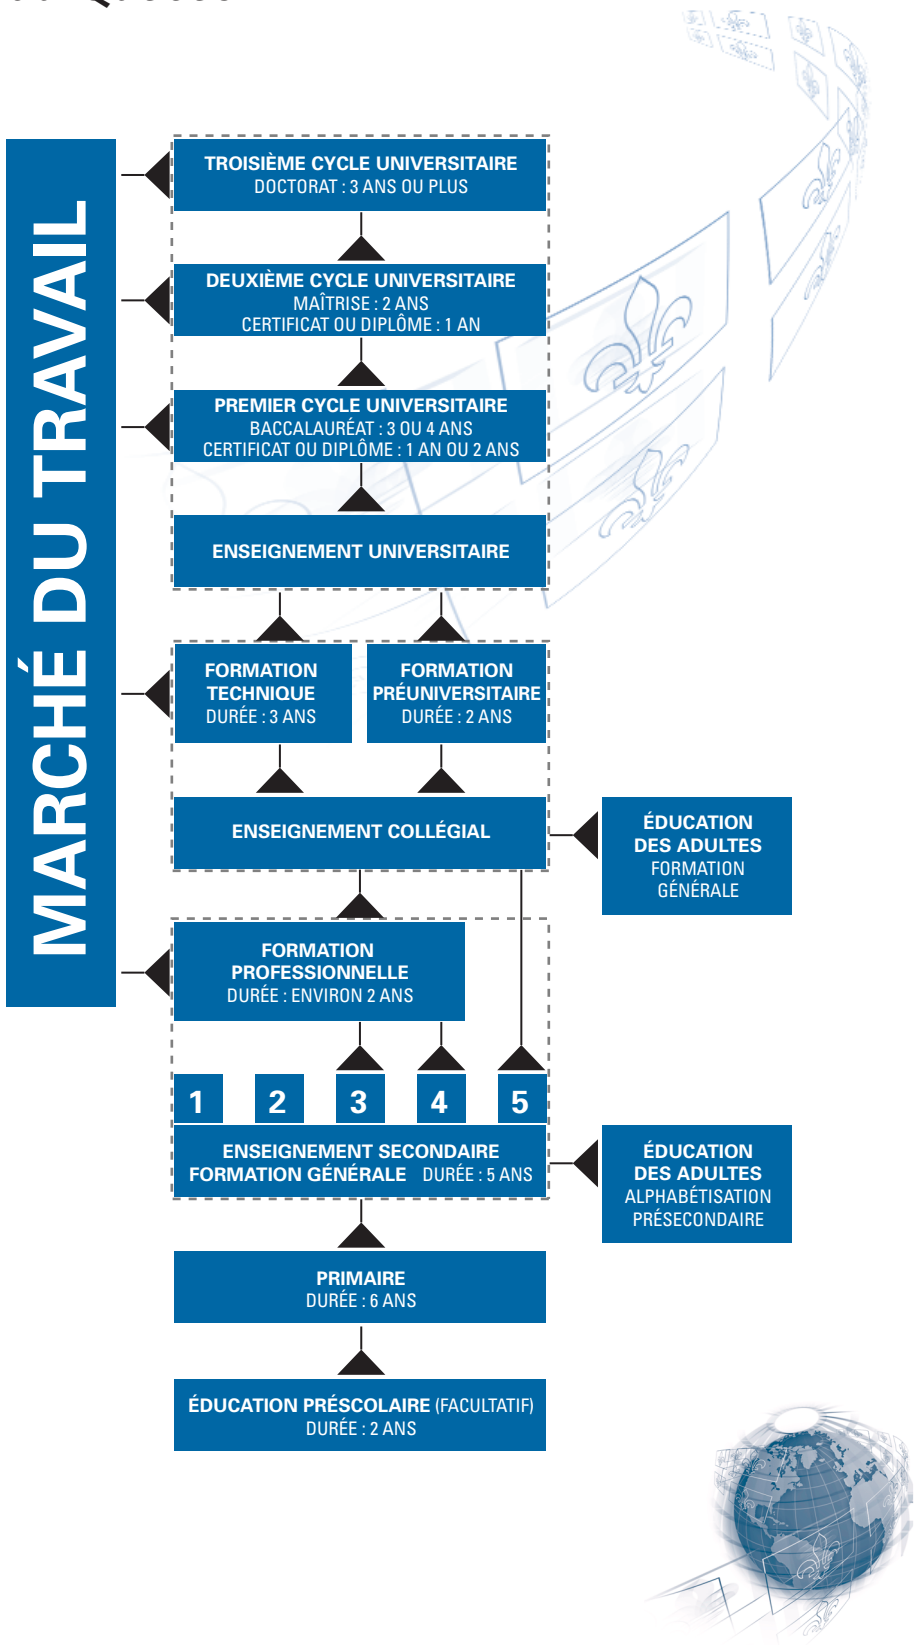 MARCHÉ DU TRAVAIL
TROISIÈME CYCLE UNIVERSITAIRE
DOCTORAT : 3 ANS OU PLUS
DEUXIÈME CYCLE UNIVERSITAIRE
MAÎTRISE : 2 ANS
CERTIFICAT OU DIPLÔME : 1 AN
PREMIER CYCLE UNIVERSITAIRE
BACCALAURÉAT : 3 OU 4 ANS
CERTIFICAT OU DIPLÔME : 1 AN OU 2 ANS
ENSEIGNEMENT UNIVERSITAIRE
FORMATION
TECHNIQUE
DURÉE : 3 ANS
FORMATION
PRÉUNIVERSITAIRE
DURÉE : 2 ANS
ENSEIGNEMENT COLLÉGIAL
ÉDUCATION
DES ADULTES
FORMATION
GÉNÉRALE
FORMATION
PROFESSIONNELLE
DURÉE : ENVIRON 2 ANS
1 2 3 4 5
ENSEIGNEMENT SECONDAIRE
FORMATION GÉNÉRALE DURÉE : 5 ANS
ÉDUCATION
DES ADULTES
ALPHABÉTISATION
PRÉSECONDAIRE
PRIMAIRE
DURÉE : 6 ANS
ÉDUCATION PRÉSCOLAIRE (FACULTATIF)
DURÉE : 2 ANS